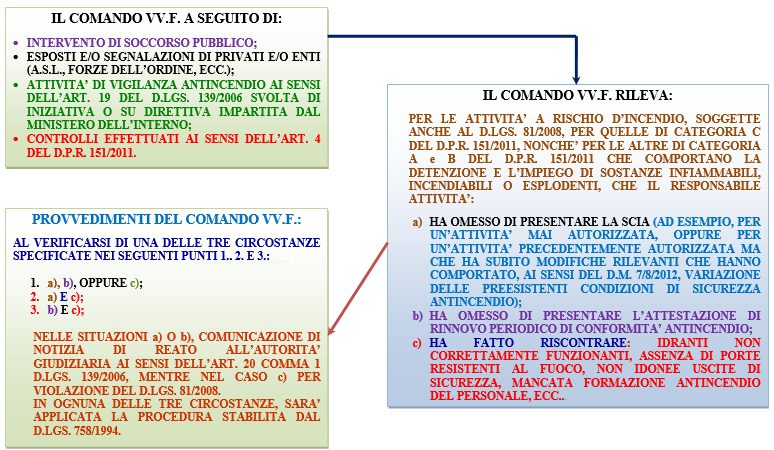 IL COMANDO VV.F. A SEGUITO DI:
• INTERVENTO DI SOCCORSO PUBBLICO;
• ESPOSTI E/O SEGNALAZIONI DI PRIVATI E/O ENTI
(A.S.L., FORZE DELL'ORDINE, ECC.);
• ATTIVITA' DI VIGILANZA ANTINCENDIO AI SENSI
DELL'ART. 19 DEL D.LGS. 139/2006 SVOLTA DI
INIZIATIVA O SU DIRETTIVA IMPARTITA DAL
MINISTERO DELL'INTERNO;
• CONTROLLI EFFETTUATI AI SENSI DELL'ART. 4
DEL D.P.R. 151/2011.
IL COMANDO VV.F. RILEVA:
PER LE ATTIVITA' A RISCHIO D'INCENDIO, SOGGETTE
ANCHE AL D.LGS. 81/2008, PER QUELLE DI CATEGORIA C
DEL D.P.R. 151/2011, NONCHE' PER LE ALTRE DI CATEGORIA
A e B DEL D.P.R. 151/2011 CHE COMPORTANO LA
DETENZIONE E L'IMPIEGO DI SOSTANZE INFIAMMABILI,
INCENDIABILI O ESPLODENTI, CHE IL RESPONSABILE
ATTIVITA':
a) HA OMESSO DI PRESENTARE LA SCIA (AD ESEMPIO, PER
UN'ATTIVITA' MAI AUTORIZZATA, OPPURE PER
UN'ATTIVITA' PRECEDENTEMENTE AUTORIZZATA MA
CHE HA SUBITO MODIFICHE RILEVANTI CHE HANNO
COMPORTATO, AI SENSI DEL D.M. 7/8/2012, VARIAZIONE
DELLE PREESISTENTI CONDIZIONI DI SICUREZZA
ANTINCENDIO);
b) HA OMESSO DI PRESENTARE L'ATTESTAZIONE DI
RINNOVO PERIODICO DI CONFORMITA' ANTINCENDIO;
c) HA FATTO RISCONTRARE: IDRANTI NON
CORRETTAMENTE FUNZIONANTI, ASSENZA DI PORTE
RESISTENTI AL FUOCO, NON IDONEE USCITE DI
SICUREZZA, MANCATA FORMAZIONE ANTINCENDIO
DEL PERSONALE, ECC..
PROVVEDIMENTI DEL COMANDO VV.F.:
AL VERIFICARSI DI UNA DELLE TRE CIRCOSTANZE
SPECIFICATE NEI SEGUENTI PUNTI 1.. 2. E 3.:
1. a), b), OPPURE c);
2. a) E c);
3. b) E c);
NELLE SITUAZIONI a) O b), COMUNICAZIONE DI
NOTIZIA DI REATO ALL'AUTORITA'
GIUDIZIARIA AI SENSI DELL'ART. 20 COMMA 1
D.LGS. 139/2006, MENTRE NEL CASO c) PER
VIOLAZIONE DEL D.LGS. 81/2008.
IN OGNUNA DELLE TRE CIRCOSTANZE, SARA'
APPLICATA LA PROCEDURA STABILITA DAL
D.LGS. 758/1994.